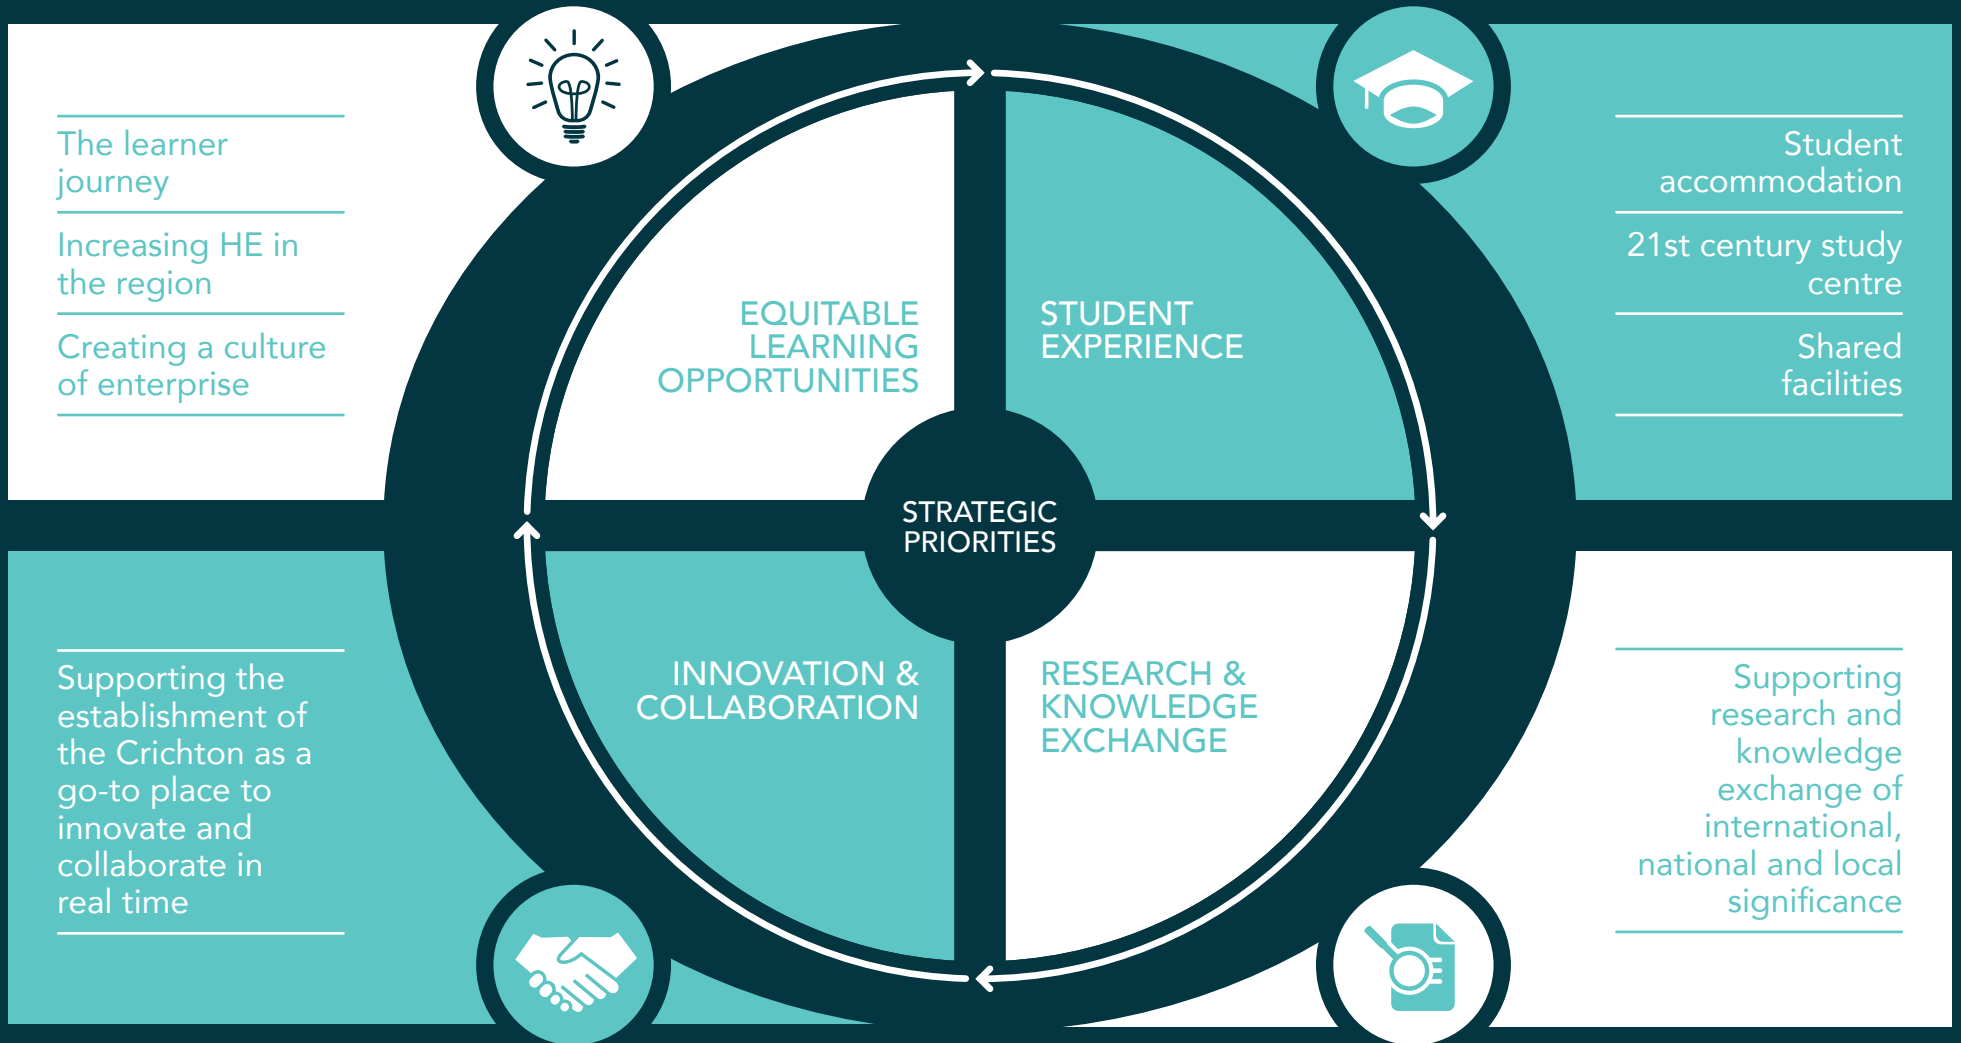 The learner
journey
Increasing HE in
the region
Creating a culture
of enterprise
EQUITABLE
LEARNING
OPPORTUNITIES
STUDENT
EXPERIENCE
Student
accommodation
21st century study
centre
Shared
facilities
STRATEGIC
PRIORITIES
Supporting the
establishment of
the Crichton as a
go-to place to
innovate and
collaborate in
real time
INNOVATION &
COLLABORATION
RESEARCH &
KNOWLEDGE
EXCHANGE
Supporting
research and
knowledge
exchange of
international,
national and local
significance